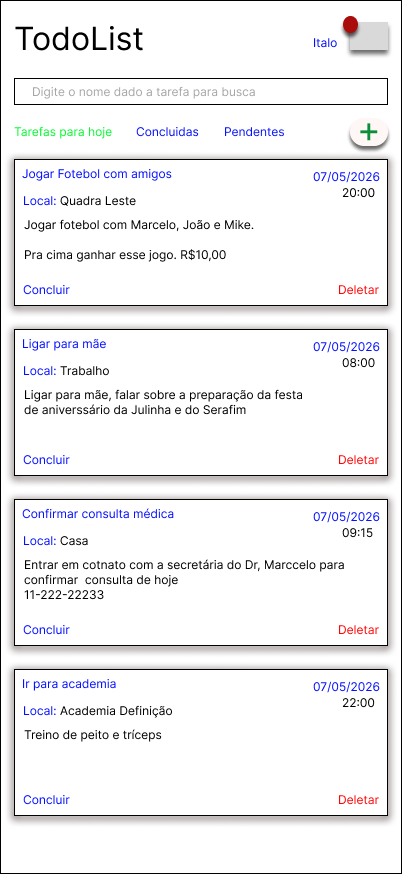 TodoList
Italo
Digite o nome dado a tarefa para busca
Tarefas para hoje Concluidas Pendentes
Jogar Fotebol com amigos 07/05/2026
20:00
Local: Quadra Leste
Jogar fotebol com Marcelo, João e Mike.
Pra cima ganhar esse jogo. R$10,00
Concluir Deletar
Ligar para mãe 07/05/2026
08:00
Local: Trabalho
Ligar para mãe, falar sobre a preparação da festa
de aniverssário da Julinha e do Serafim
Concluir Deletar
Confirmar consulta médica 07/05/2026
09:15
Local: Casa
Entrar em cotnato com a secretária do Dr, Marccelo para
confirmar  consulta de hoje
11-222-22233
Concluir Deletar
Ir para academia 07/05/2026
22:00
Local: Academia Definição
Treino de peito e tríceps
Concluir Deletar